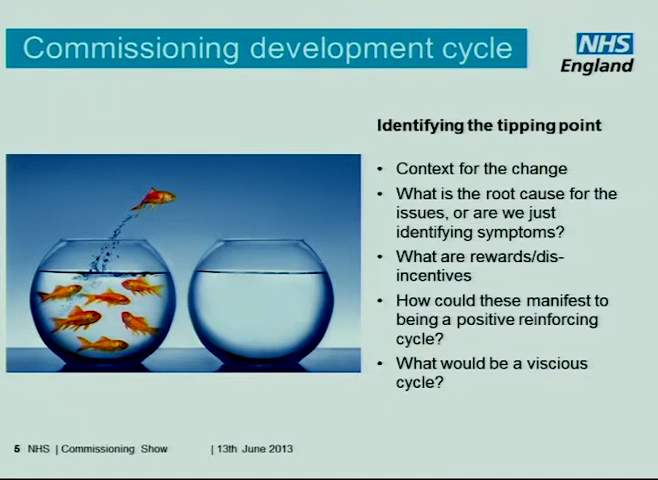 Commissioning development cycle
NHS
England
Identifying the tipping point
• Context for the change
• What is the root cause for the
issues, or are we just
identifying symptoms?
• What are rewards/dis-
incentives
• How could these manifest to
being a positive reinforcing
cycle?
• What would be a viscious
cycle?
5 NHS | Commissioning Show | 13th June 2013